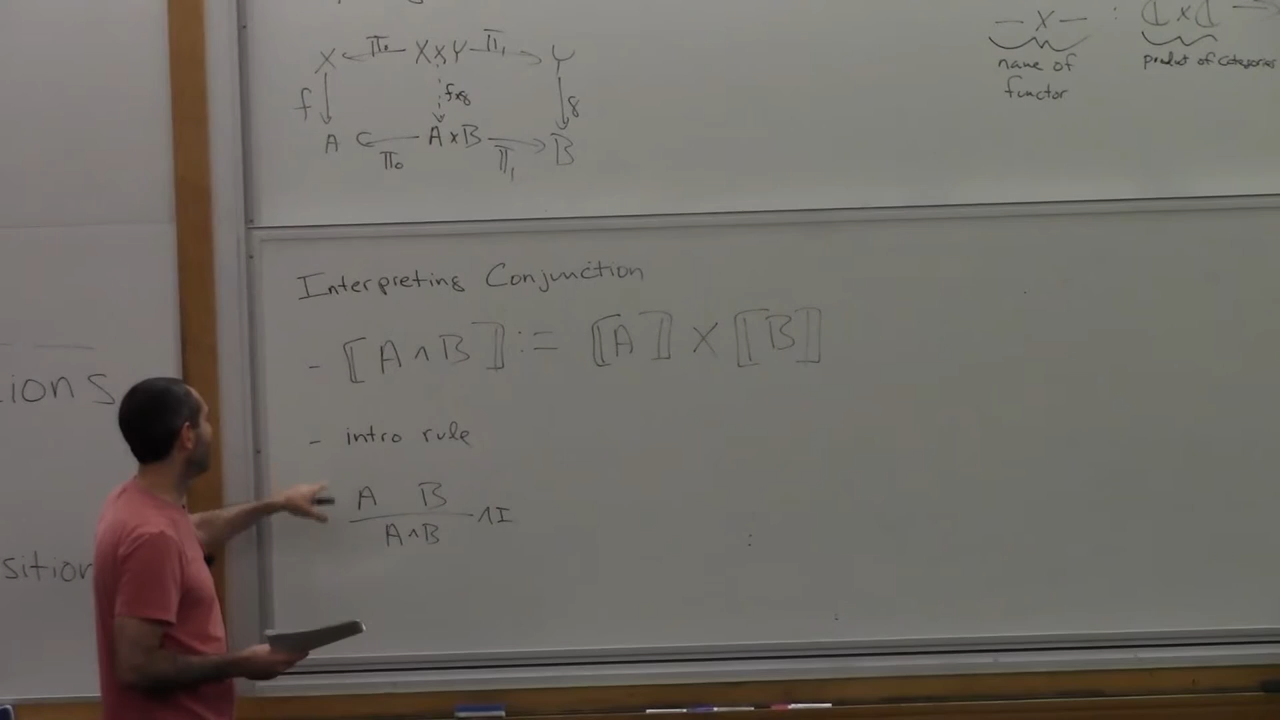 X ← π₀ — X×Y — π₁ → Y
f ↓ f×g ↓ g
A ← A×B → B
π₀ π₁
— X — : ℂ × ℂ →
name of functor
product of Categories
Interpreting Conjunction
- ⟦A ∧ B⟧ := ⟦A⟧ × ⟦B⟧
- intro rule
A B
A∧B ∧I
ions
sition